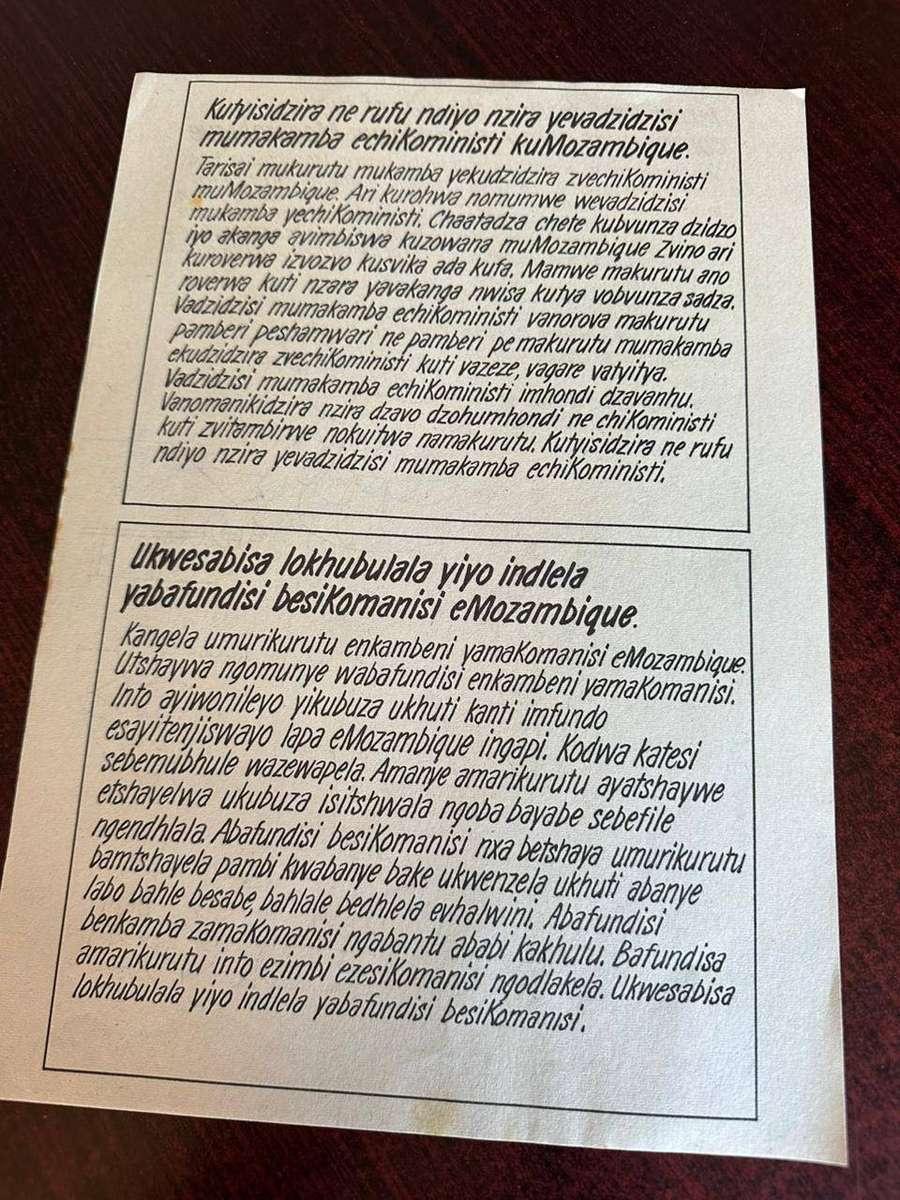 Kutyisidzira ne rufu ndiyo nzira yevadzidzisi
mumakamba echiKoministi kuMozambique.
Tarisai mukurutu mukamba yekudzidzira zvechiKoministi
muMozambique. Ari kurohwa nomumwe wevadzidzisi
mukamba yechiKoministi. Chaatadza chete kubvunza dzidzo
iyo akanga avimbiswa kuzowana muMozambique Zvino ari
kuroverwa izvozvo kusvika ada kufa. Mamwe makurutu ano
roverwa kuti nzara yavakanga nwisa kutya vobvunza sadza.
Vadzidzisi mumakamba echiKoministi vanorova makurutu
pamberi peshamwari ne pamberi pe makurutu mumakamba
ekudzidzira zvechiKoministi kuti vazeze, vagare vatyitya.
Vadzidzisi mumakamba echiKoministi imhondi dzavanhu.
Vanomanikidzira nzira dzavo dzohumhondi ne chiKoministi
kuti zvitambirwe nokuitwa namakurutu. Kutyisidzira ne rufu
ndiyo nzira yevadzidzisi mumakamba echiKoministi.
Ukwesabisa lokhubulala yiyo indlela
yabafundisi besiKomanisi eMozambique.
Kangela umurikurutu enkambeni yamaKomanisi eMozambique.
Utshaywa ngomunye wabafundisi enkambeni yamaKomanisi.
Into ayiwonileyo yikubuza ukhuti kanti imfundo
esayitenjiswayo lapa eMozambique ingapi. Kodwa katesi
sebemubhule wazewapela. Amanye amarikurutu ayatshaywe
etshayelwa ukubuza isitshwala ngoba bayabe sebefile
ngendhlala. Abafundisi besiKomanisi nxa betshaya umurikurutu
bamtshayela pambi kwabanye bake ukwenzela ukhuti abanye
labo bahle besabe, bahlale bedhlela evhalwini. Abafundisi
benkamba zamaKomanisi ngabantu ababi kakhulu. Bafundisa
amarikurutu into ezimbi ezesiKomanisi ngodlakela. Ukwesabisa
lokhubulala yiyo indlela yabafundisi besiKomanisi.